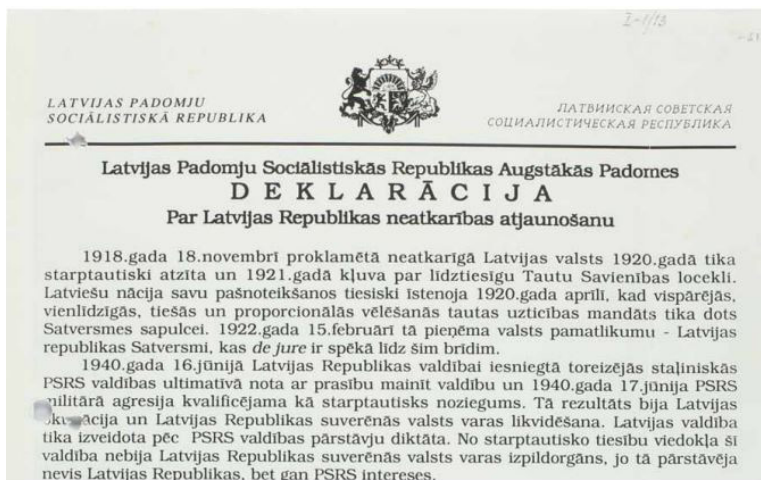 I-1/13
LATVIJAS PADOMJU
SOCIĀLISTISKĀ REPUBLIKA
ЛАТВИЙСКАЯ СОВЕТСКАЯ
СОЦИАЛИСТИЧЕСКАЯ РЕСПУБЛИКА
Latvijas Padomju Sociālistiskās Republikas Augstākās Padomes
DEKLARĀCIJA
Par Latvijas Republikas neatkarības atjaunošanu
1918.gada 18.novembrī proklamētā neatkarīgā Latvijas valsts 1920.gadā tika
starptautiski atzīta un 1921.gadā kļuva par līdztiesīgu Tautu Savienības locekli.
Latviešu nācija savu pašnoteikšanos tiesiski īstenoja 1920.gada aprīlī, kad vispārējās,
vienlīdzīgās, tiešās un proporcionālās vēlēšanās tautas uzticības mandāts tika dots
Satversmes sapulcei. 1922.gada 15.februārī tā pieņēma valsts pamatlikumu - Latvijas
republikas Satversmi, kas de jure ir spēkā līdz šim brīdim.
1940.gada 16.jūnijā Latvijas Republikas valdībai iesniegtā toreizējās staļiniskās
PSRS valdības ultimatīvā nota ar prasību mainīt valdību un 1940.gada 17.jūnija PSRS
militārā agresija kvalificējama kā starptautisks noziegums. Tā rezultāts bija Latvijas
okupācija un Latvijas Republikas suverēnās valsts varas likvidēšana. Latvijas valdība
tika izveidota pēc PSRS valdības pārstāvju diktāta. No starptautisko tiesību viedokļa šī
valdība nebija Latvijas Republikas suverēnās valsts varas izpildorgāns, jo tā pārstāvēja
nevis Latvijas Republikas, bet gan PSRS intereses.